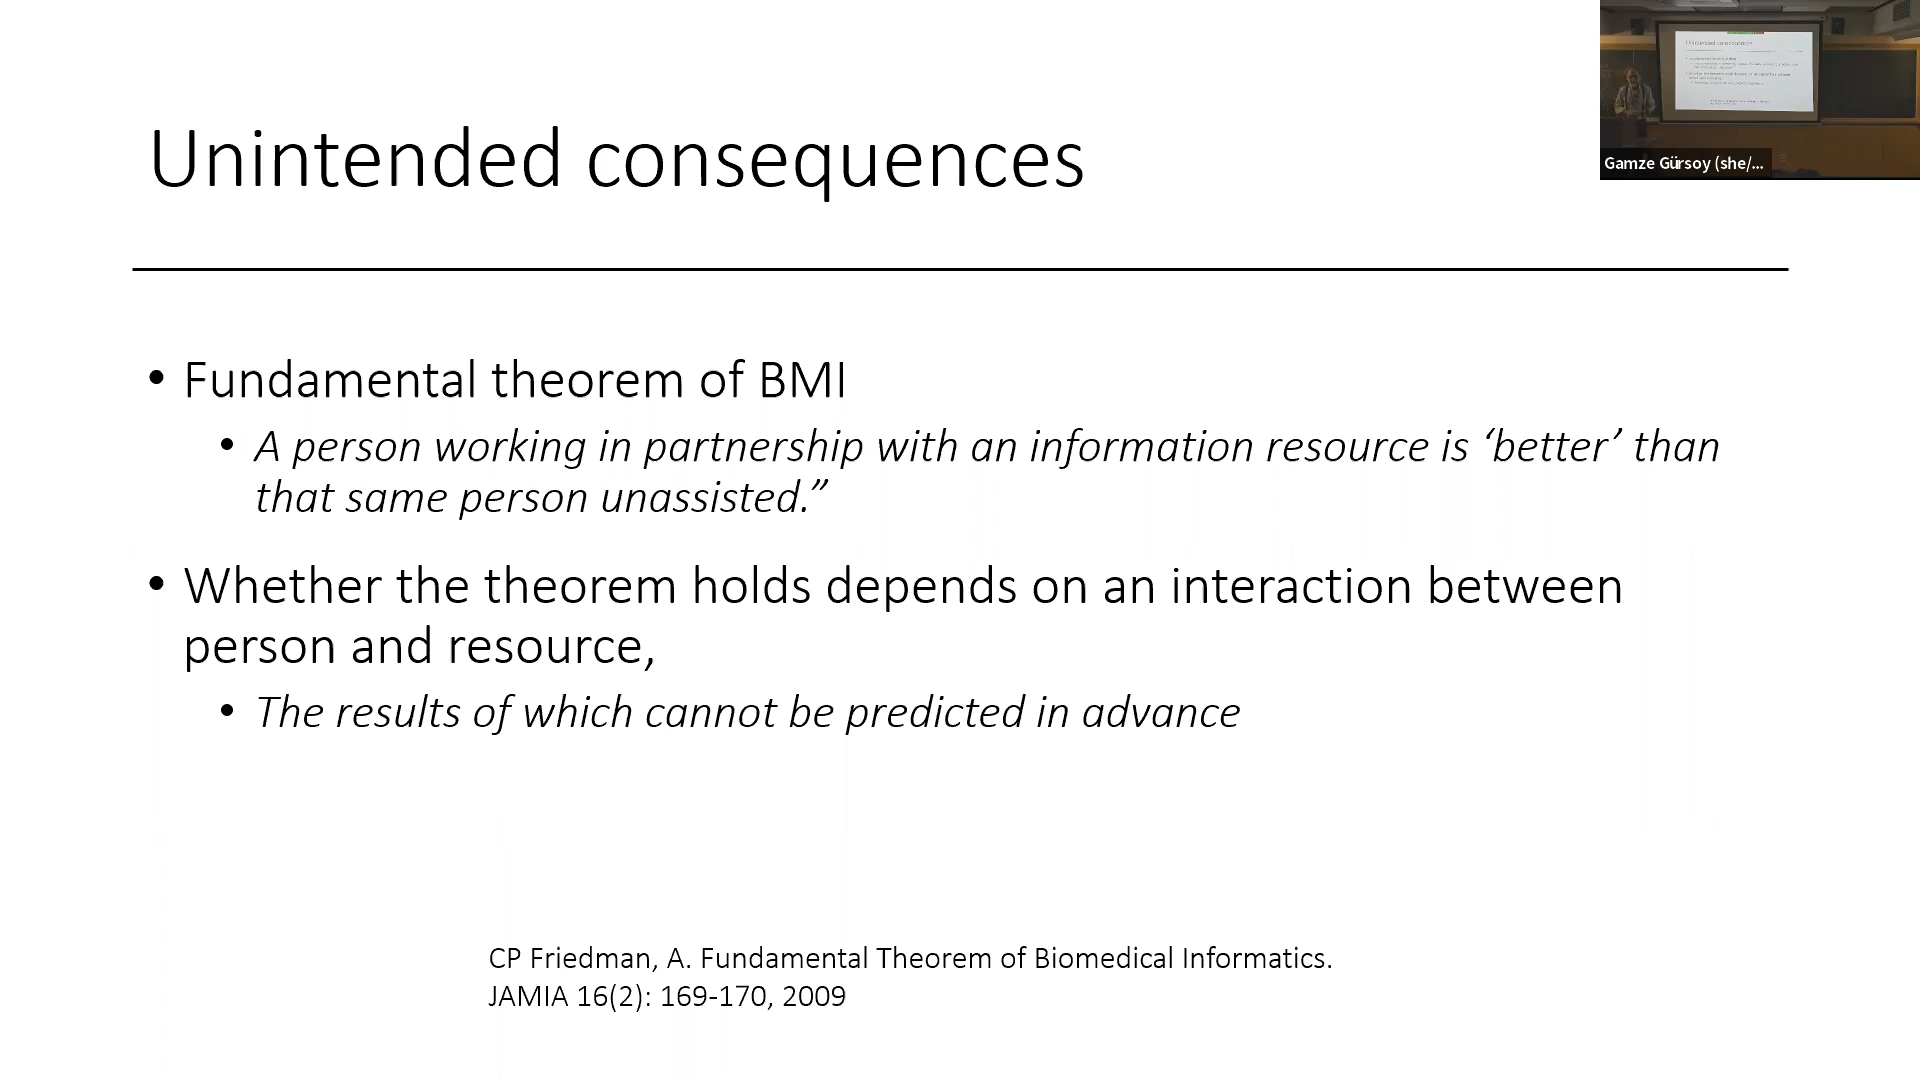 Unintended consequences
Gamze Gürsoy (she/...
• Fundamental theorem of BMI
• A person working in partnership with an information resource is ‘better’ than
that same person unassisted.”
• Whether the theorem holds depends on an interaction between
person and resource,
• The results of which cannot be predicted in advance
CP Friedman, A. Fundamental Theorem of Biomedical Informatics.
JAMIA 16(2): 169-170, 2009